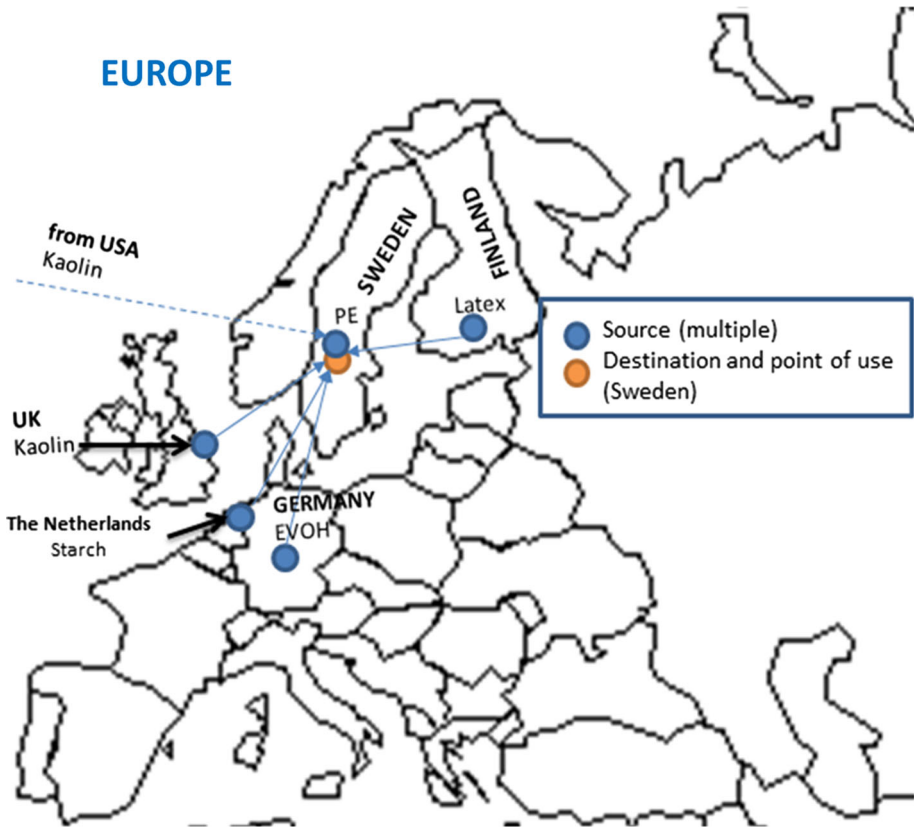 EUROPE
from USA
Kaolin
SWEDEN
FINLAND
PE
Latex
Source (multiple)
Destination and point of use
(Sweden)
UK
Kaolin
The Netherlands
Starch
GERMANY
EVOH